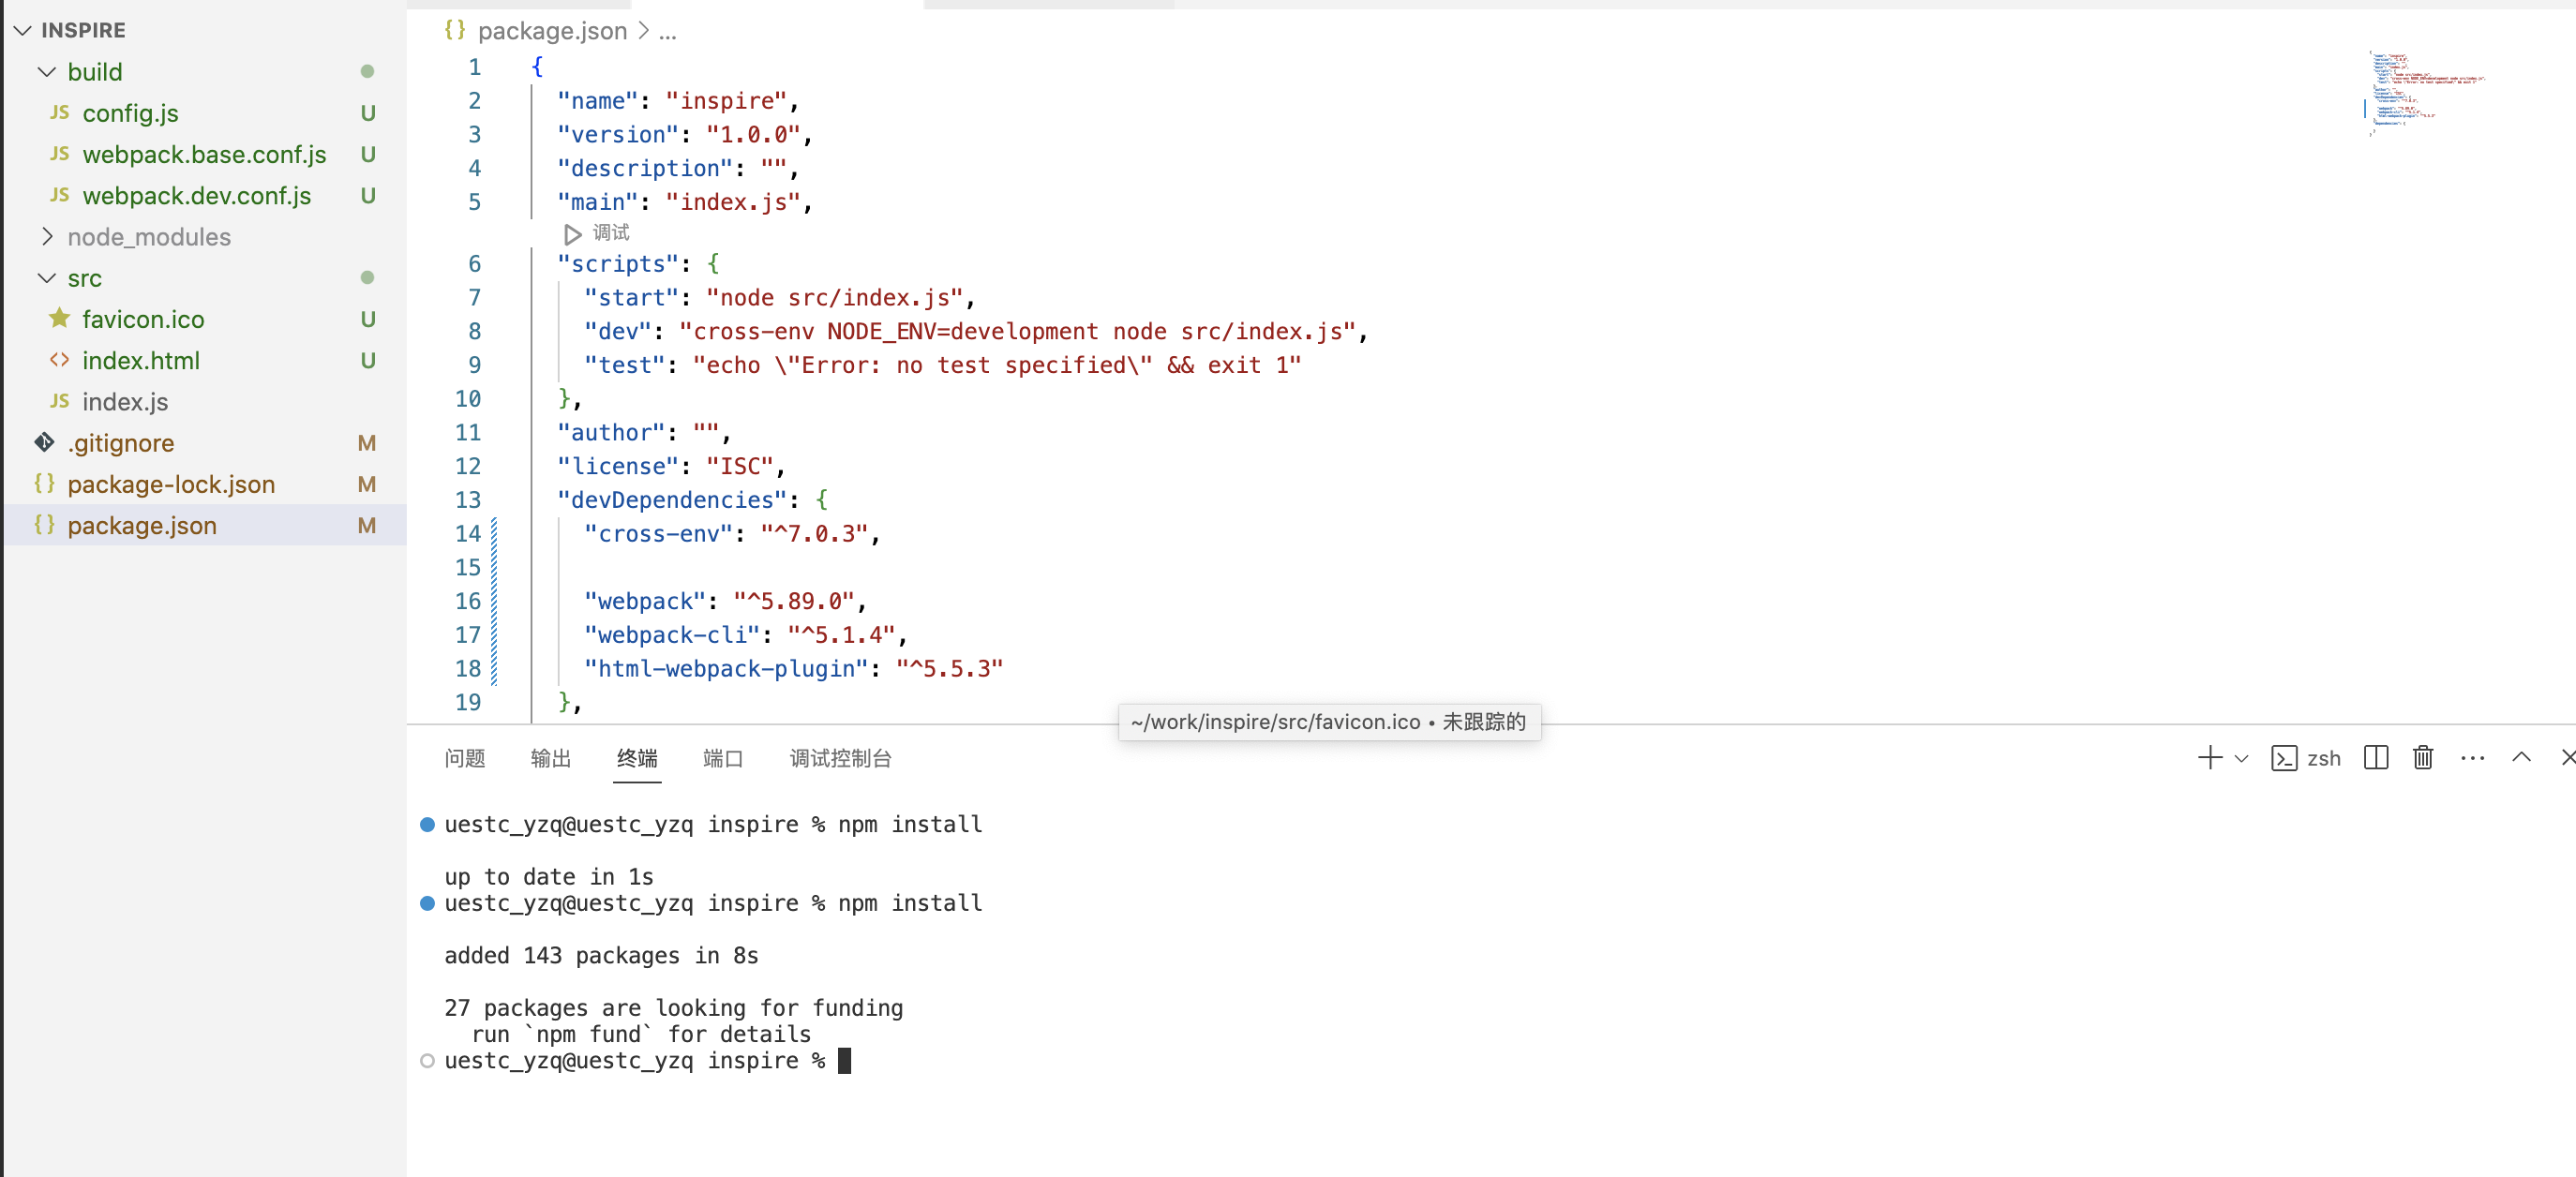 INSPIRE
build
JS config.js U
JS webpack.base.conf.js U
JS webpack.dev.conf.js U
node_modules
src
favicon.ico U
<> index.html U
JS index.js
.gitignore M
{} package-lock.json M
{} package.json M
{} package.json > ...
1 {
2 "name": "inspire",
3 "version": "1.0.0",
4 "description": "",
5 "main": "index.js",
调试
6 "scripts": {
7 "start": "node src/index.js",
8 "dev": "cross-env NODE_ENV=development node src/index.js",
9 "test": "echo \"Error: no test specified\" && exit 1"
10 },
11 "author": "",
12 "license": "ISC",
13 "devDependencies": {
14 "cross-env": "^7.0.3",
15
16 "webpack": "^5.89.0",
17 "webpack-cli": "^5.1.4",
18 "html-webpack-plugin": "^5.5.3"
19 },
~/work/inspire/src/favicon.ico • 未跟踪的
问题 输出 终端 端口 调试控制台 zsh
uestc_yzq@uestc_yzq inspire % npm install
up to date in 1s
uestc_yzq@uestc_yzq inspire % npm install
added 143 packages in 8s
27 packages are looking for funding
run `npm fund` for details
uestc_yzq@uestc_yzq inspire %